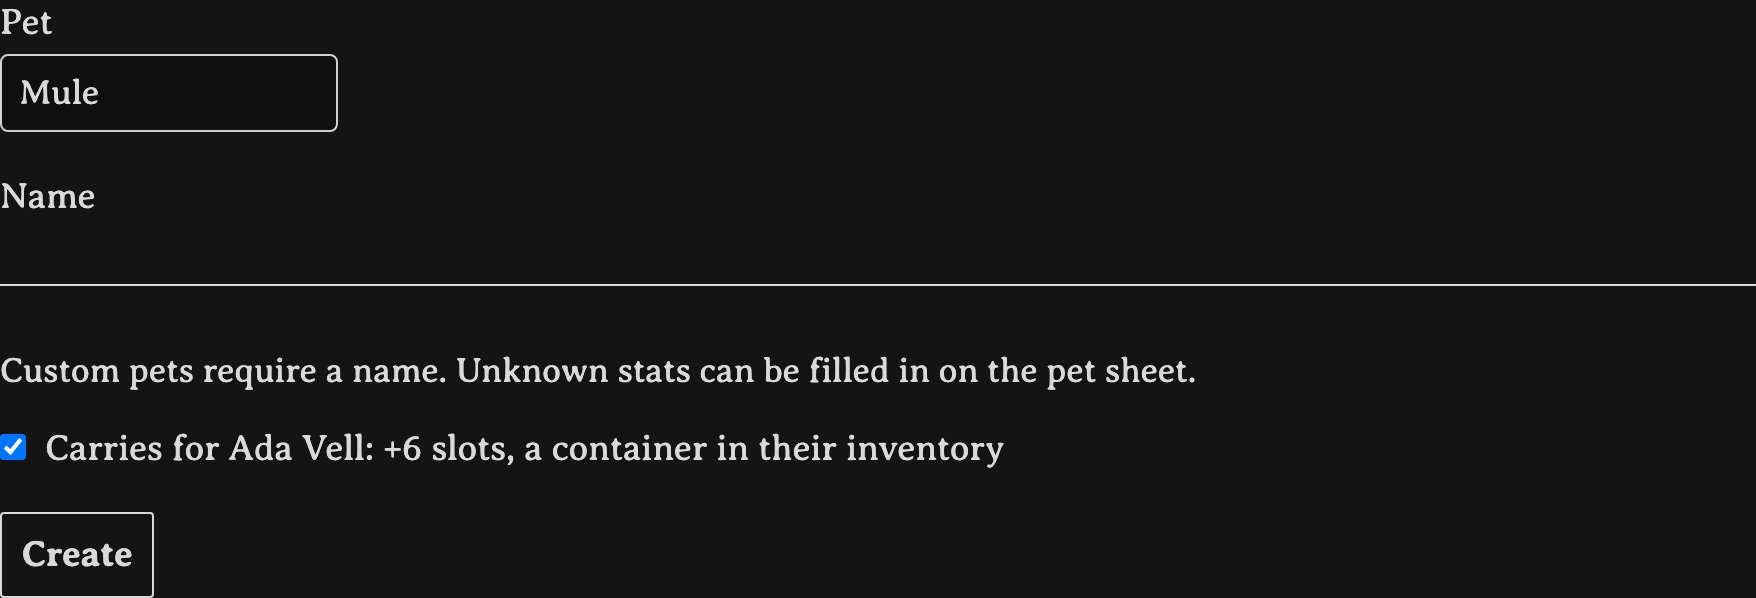 Pet
Mule
Name
Custom pets require a name. Unknown stats can be filled in on the pet sheet.
Carries for Ada Vell: +6 slots, a container in their inventory
Create